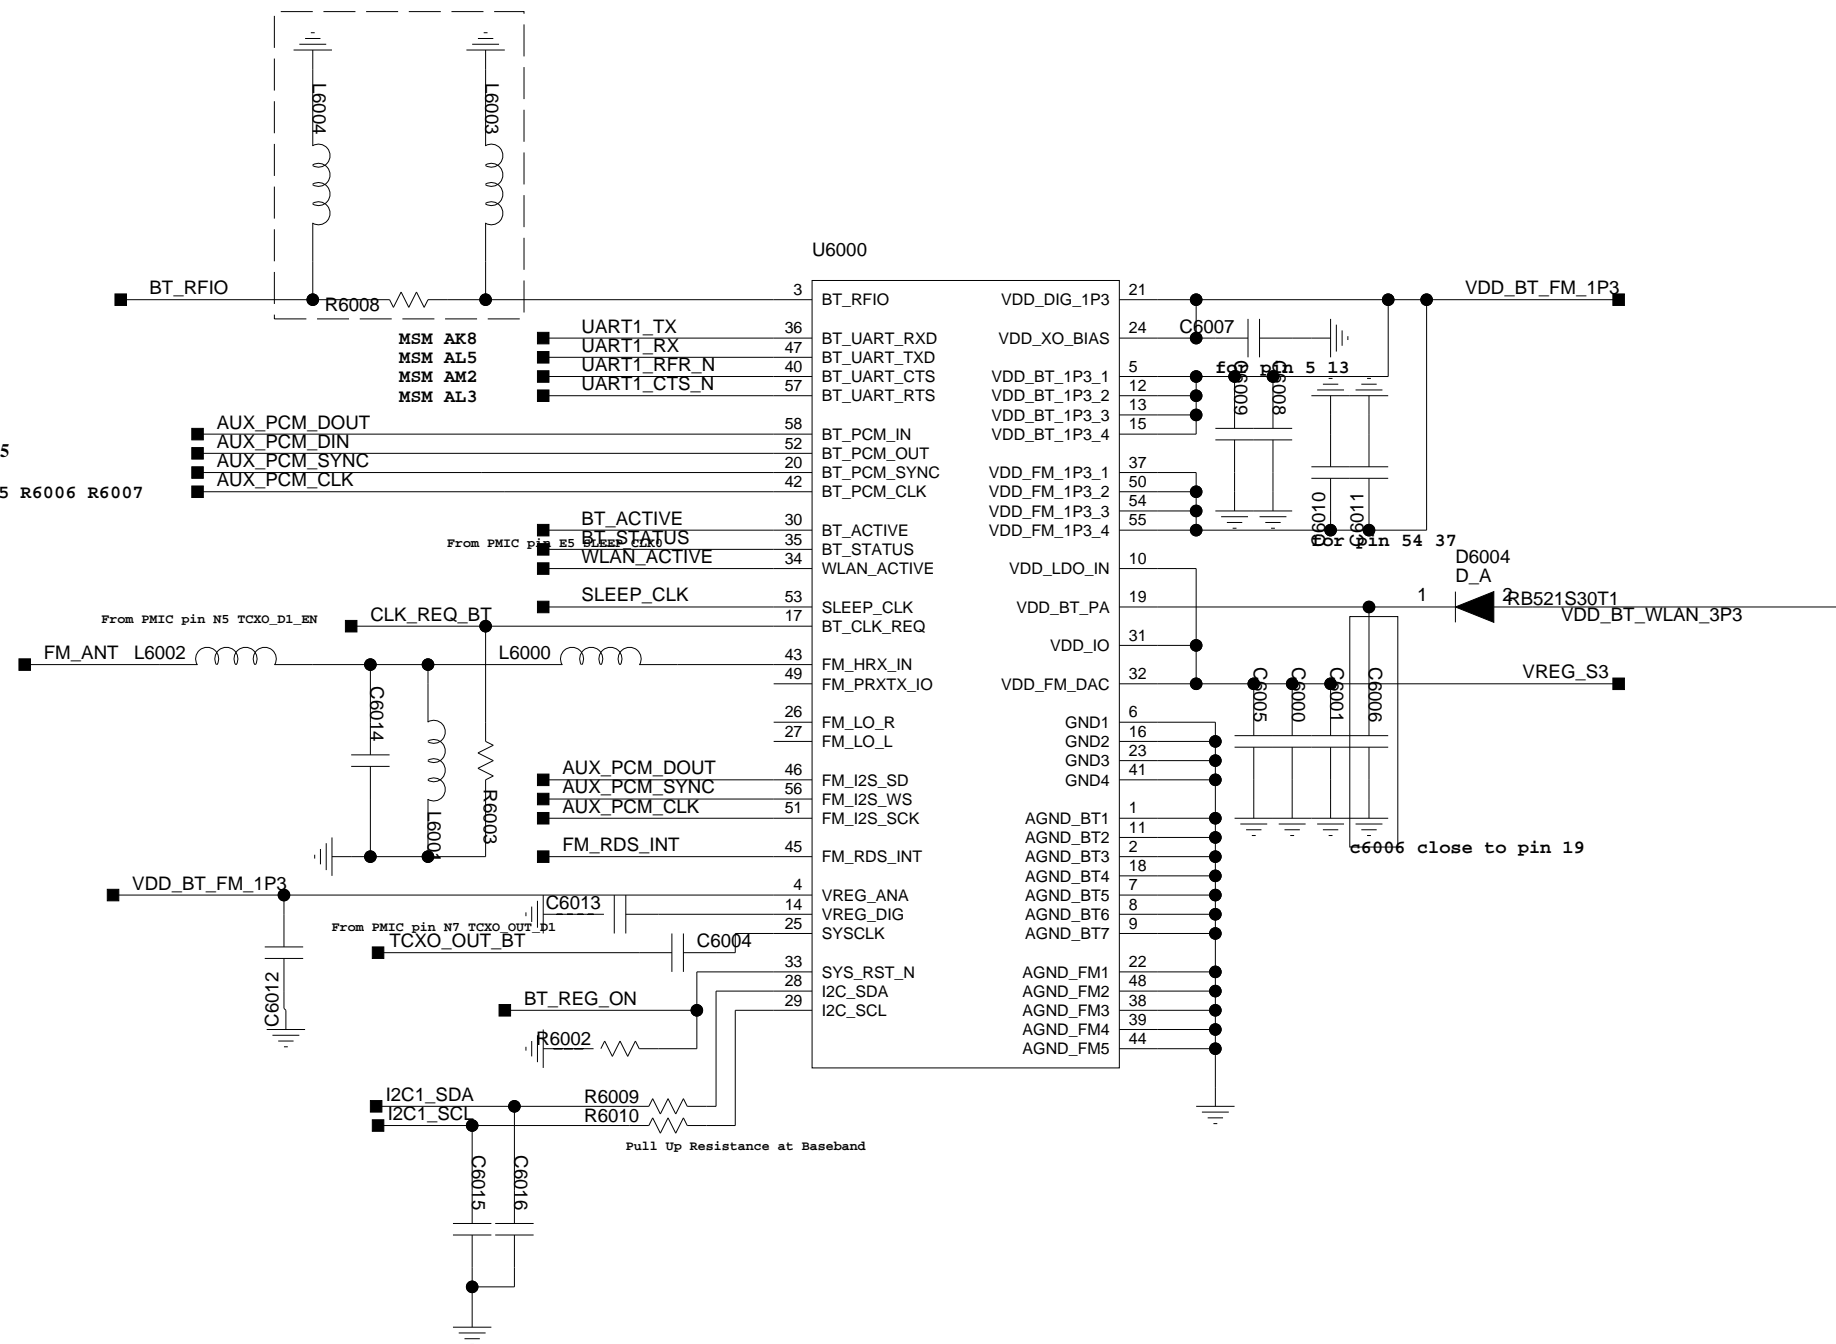 L6004
L6003
U6000
BT_RFIO
R6008
3 BT_RFIO
VDD_DIG_1P3 21
VDD_BT_FM_1P3
MSM AK8
UART1_TX
36 BT_UART_RXD
VDD_XO_BIAS 24
C6007
MSM AL5
UART1_RX
47 BT_UART_TXD
MSM AM2
UART1_RFR_N
40 BT_UART_CTS
VDD_BT_1P3_1 5
for pin 5 13
MSM AL3
UART1_CTS_N
57 BT_UART_RTS
VDD_BT_1P3_2 12
C6009
C6008
VDD_BT_1P3_3 13
AUX_PCM_DOUT
58 BT_PCM_IN
VDD_BT_1P3_4 15
5
AUX_PCM_DIN
52 BT_PCM_OUT
AUX_PCM_SYNC
20 BT_PCM_SYNC
VDD_FM_1P3_1 37
5 R6006 R6007
AUX_PCM_CLK
42 BT_PCM_CLK
VDD_FM_1P3_2 50
VDD_FM_1P3_3 54
C6010
C6011
BT_ACTIVE
30 BT_ACTIVE
VDD_FM_1P3_4 55
for pin 54 37
From PMIC pin E5 SLEEP_CLK0
BT_STATUS
35 BT_STATUS
WLAN_ACTIVE
34 WLAN_ACTIVE
VDD_LDO_IN 10
D6004
D_A
SLEEP_CLK
53 SLEEP_CLK
VDD_BT_PA 19
1
2
RB521S30T1
VDD_BT_WLAN_3P3
From PMIC pin N5 TCXO_D1_EN
CLK_REQ_BT
17 BT_CLK_REQ
VDD_IO 31
FM_ANT
L6002
L6000
43 FM_HRX_IN
49 FM_PRXTX_IO
VDD_FM_DAC 32
VREG_S3
C6005
C6000
C6001
C6006
C6014
26 FM_LO_R
GND1 6
27 FM_LO_L
GND2 16
GND3 23
AUX_PCM_DOUT
46 FM_I2S_SD
GND4 41
AUX_PCM_SYNC
56 FM_I2S_WS
AUX_PCM_CLK
51 FM_I2S_SCK
AGND_BT1 1
R6003
L6001
AGND_BT2 11
FM_RDS_INT
45 FM_RDS_INT
AGND_BT3 2
c6006 close to pin 19
AGND_BT4 18
VDD_BT_FM_1P3
4 VREG_ANA
AGND_BT5 7
C6013
14 VREG_DIG
AGND_BT6 8
From PMIC pin N7 TCXO_OUT_D1
25 SYSCLK
AGND_BT7 9
TCXO_OUT_BT
C6004
33 SYS_RST_N
AGND_FM1 22
C6012
28 I2C_SDA
AGND_FM2 48
BT_REG_ON
29 I2C_SCL
AGND_FM3 38
AGND_FM4 39
R6002
AGND_FM5 44
I2C1_SDA
R6009
I2C1_SCL
R6010
Pull Up Resistance at Baseband
C6015
C6016